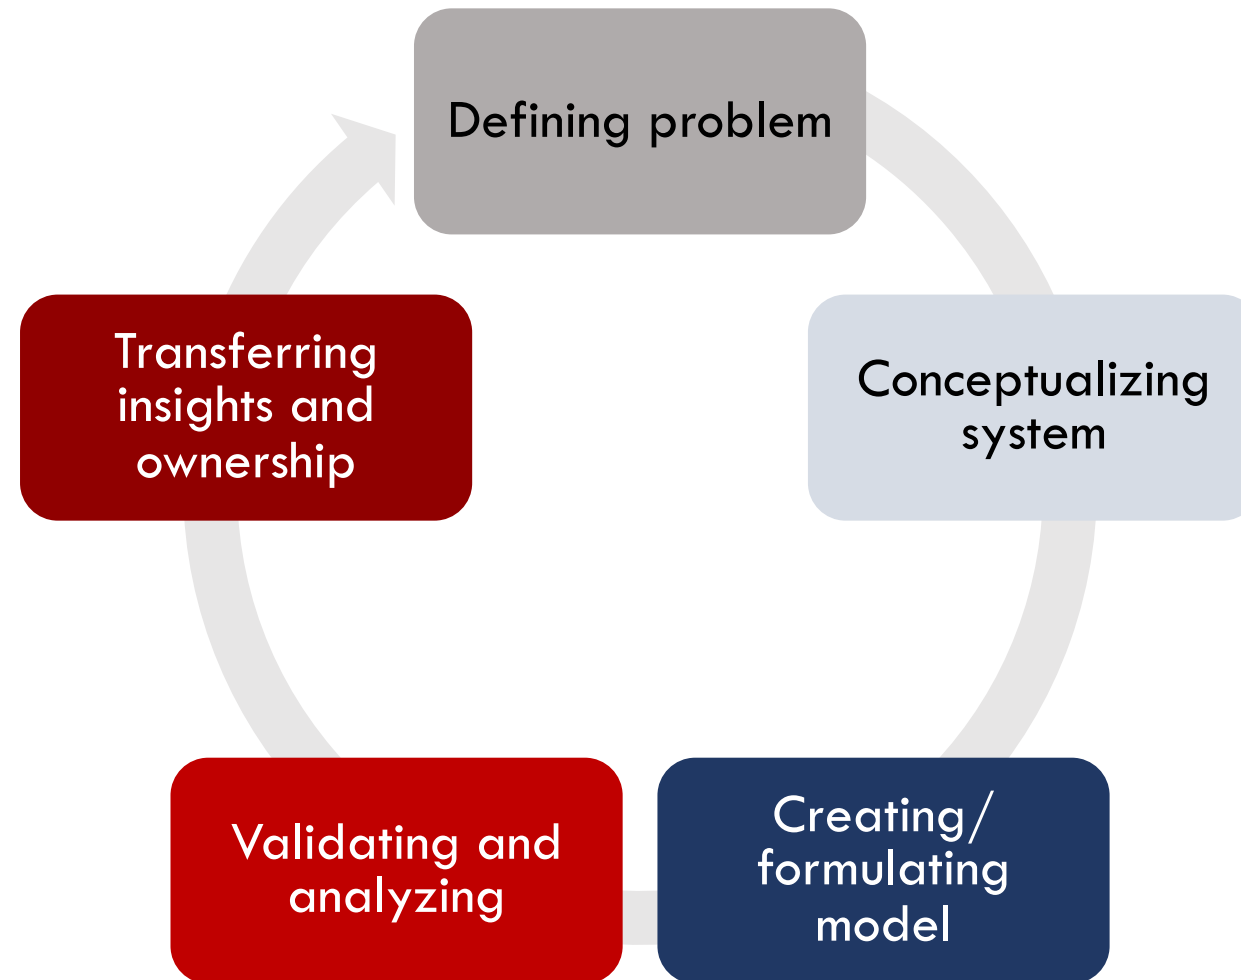 Defining problem
Conceptualizing
system
Creating/
formulating
model
Validating and
analyzing
Transferring
insights and
ownership